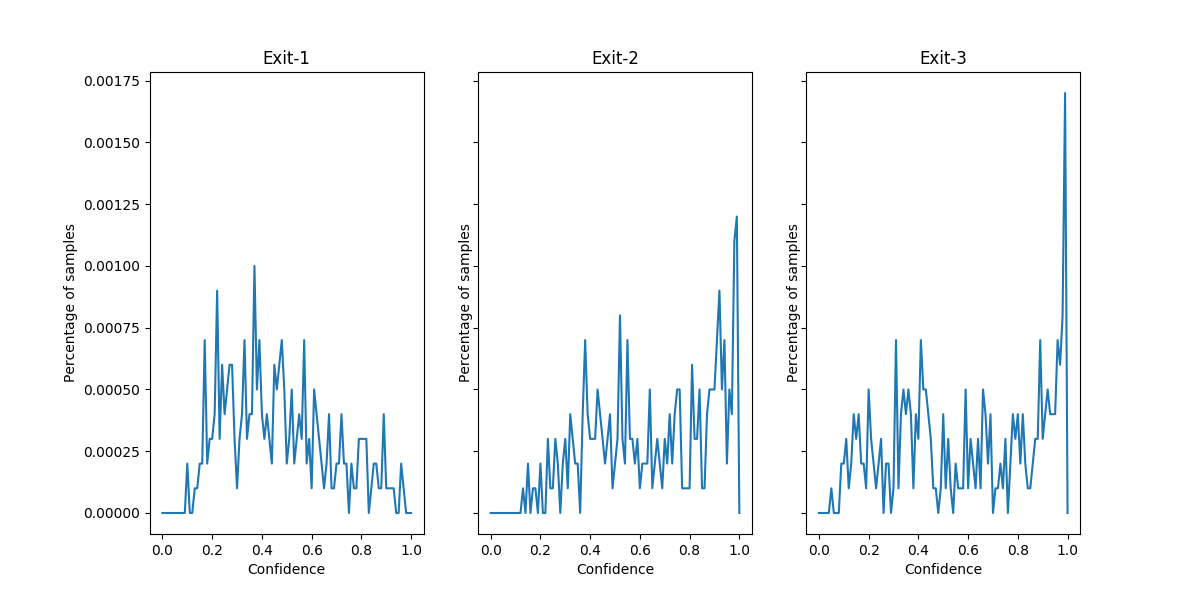 Exit-1 Exit-2 Exit-3
0.00175
0.00150
0.00125
0.00100
0.00075
0.00050
0.00025
0.00000
Percentage of samples
Percentage of samples
Percentage of samples
0.0 0.2 0.4 0.6 0.8 1.0
0.0 0.2 0.4 0.6 0.8 1.0
0.0 0.2 0.4 0.6 0.8 1.0
Confidence
Confidence
Confidence